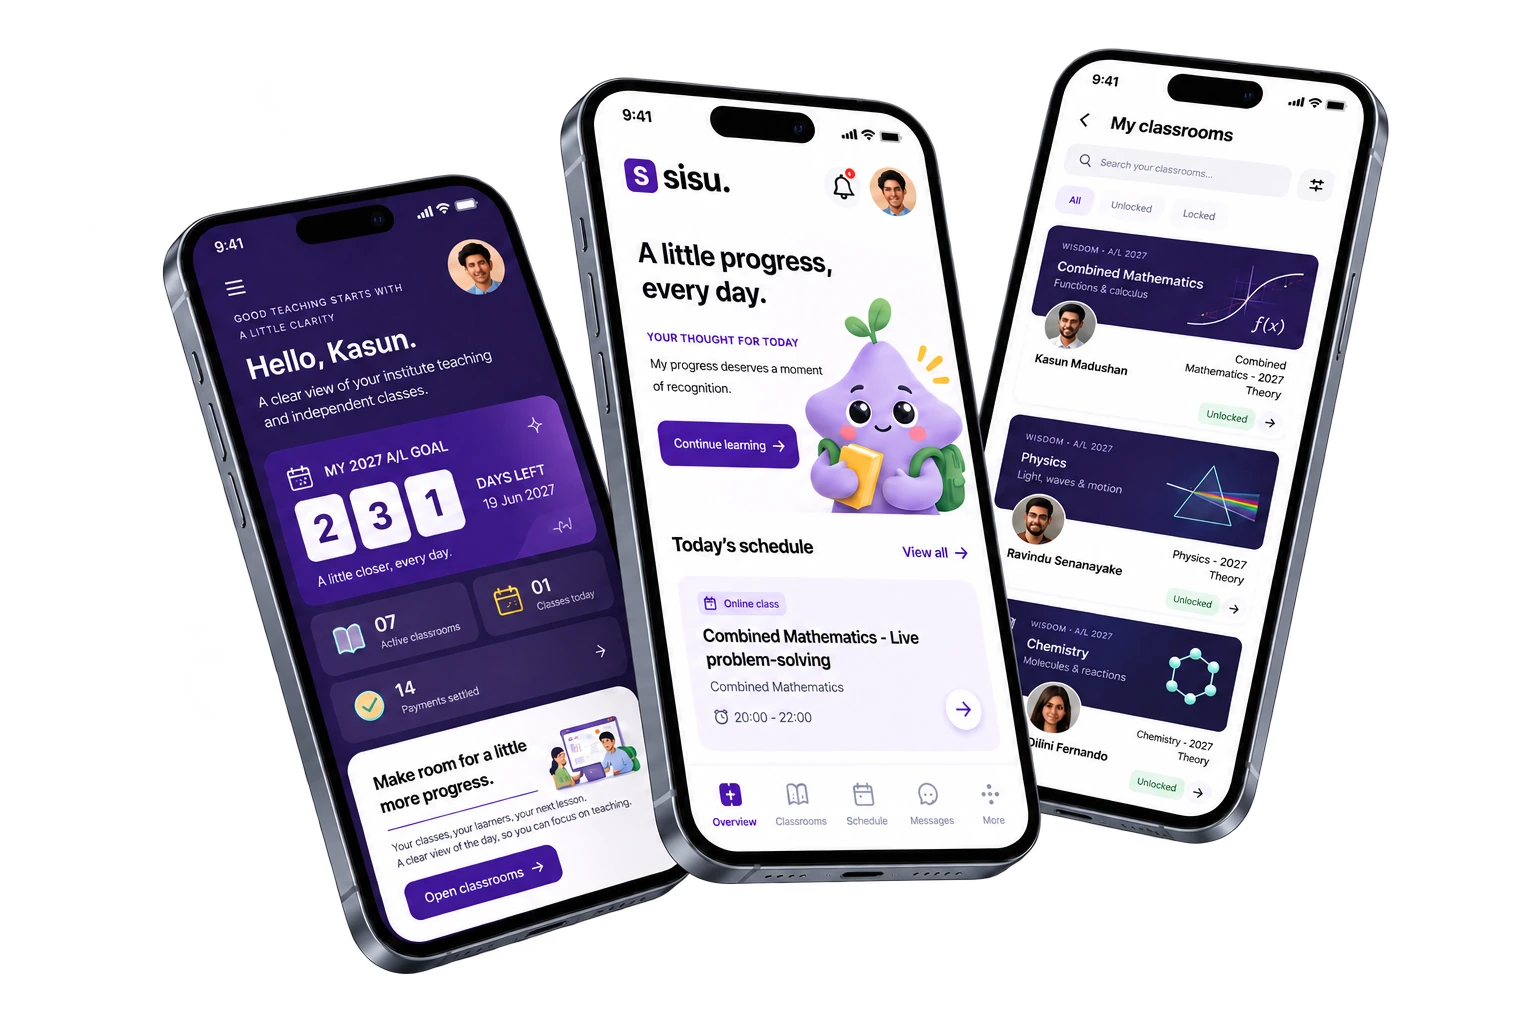 9:41
GOOD TEACHING STARTS WITH
A LITTLE CLARITY
Hello, Kasun.
A clear view of your institute teaching
and independent classes.
MY 2027 A/L GOAL
2 3 1
DAYS LEFT
19 Jun 2027
A little closer, every day.
07
Active classrooms
01
Classes today
14
Payments settled
Make room for a little
more progress.
Your classes, your learners, your next lesson.
A clear view of the day, so you can focus on teaching.
Open classrooms →
9:41
S sisu.
A little progress,
every day.
YOUR THOUGHT FOR TODAY
My progress deserves a moment
of recognition.
Continue learning →
Today's schedule
View all →
Online class
Combined Mathematics - Live
problem-solving
Combined Mathematics
20:00 - 22:00
Overview
Classrooms
Schedule
Messages
More
9:41
My classrooms
Search your classrooms...
All
Unlocked
Locked
WISDOM • A/L 2027
Combined Mathematics
Functions & calculus
f(x)
Kasun Madushan
Combined
Mathematics - 2027
Theory
Unlocked
WISDOM • A/L 2027
Physics
Light, waves & motion
Ravindu Senanayake
Physics - 2027
Theory
Unlocked
WISDOM • A/L 2027
Chemistry
Molecules & reactions
Dilini Fernando
Chemistry - 2027
Theory
Unlocked